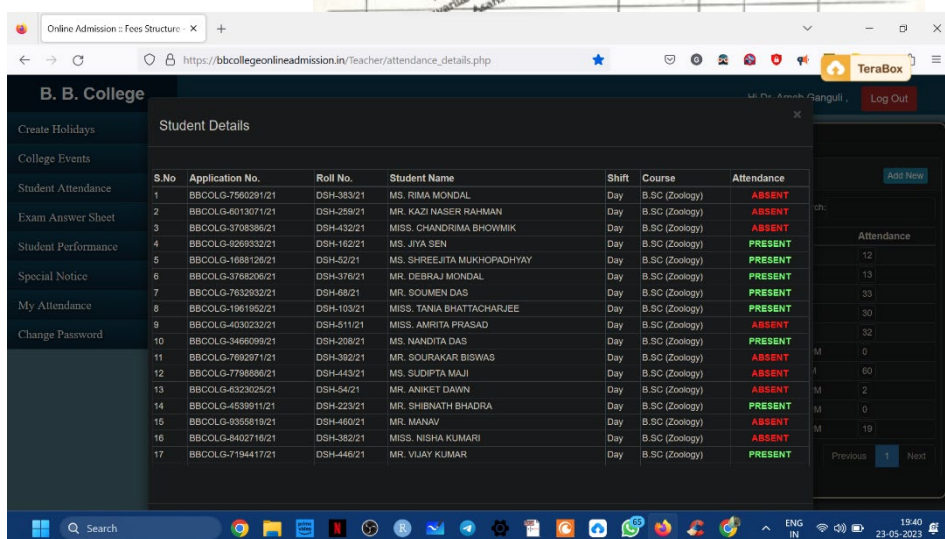 Online Admission :: Fees Structure -
https://bbcollegeonlineadmission.in/Teacher/attendance_details.php
TeraBox
B. B. College
Ganguli ,
Log Out
Create Holidays
College Events
Student Attendance
Exam Answer Sheet
Student Performance
Special Notice
My Attendance
Change Password
Student Details
S.No Application No. Roll No. Student Name Shift Course Attendance
1 BBCOLG-7560291/21 DSH-383/21 MS. RIMA MONDAL Day B.SC (Zoology) ABSENT
2 BBCOLG-6013071/21 DSH-259/21 MR. KAZI NASER RAHMAN Day B.SC (Zoology) ABSENT
3 BBCOLG-3708386/21 DSH-432/21 MISS. CHANDRIMA BHOWMIK Day B.SC (Zoology) ABSENT
4 BBCOLG-9269332/21 DSH-162/21 MS. JIYA SEN Day B.SC (Zoology) PRESENT
5 BBCOLG-1688126/21 DSH-52/21 MS. SHREEJITA MUKHOPADHYAY Day B.SC (Zoology) PRESENT
6 BBCOLG-3768206/21 DSH-376/21 MR. DEBRAJ MONDAL Day B.SC (Zoology) PRESENT
7 BBCOLG-7632932/21 DSH-68/21 MR. SOUMEN DAS Day B.SC (Zoology) PRESENT
8 BBCOLG-1961952/21 DSH-103/21 MISS. TANIA BHATTACHARJEE Day B.SC (Zoology) PRESENT
9 BBCOLG-4030232/21 DSH-511/21 MISS. AMRITA PRASAD Day B.SC (Zoology) ABSENT
10 BBCOLG-3466099/21 DSH-208/21 MS. NANDITA DAS Day B.SC (Zoology) PRESENT
11 BBCOLG-7692971/21 DSH-392/21 MR. SOURAKAR BISWAS Day B.SC (Zoology) ABSENT
12 BBCOLG-7798886/21 DSH-443/21 MS. SUDIPTA MAJI Day B.SC (Zoology) ABSENT
13 BBCOLG-6323025/21 DSH-54/21 MR. ANIKET DAWN Day B.SC (Zoology) ABSENT
14 BBCOLG-4539911/21 DSH-223/21 MR. SHIBNATH BHADRA Day B.SC (Zoology) PRESENT
15 BBCOLG-9355819/21 DSH-460/21 MR. MANAV Day B.SC (Zoology) ABSENT
16 BBCOLG-8402716/21 DSH-382/21 MISS. NISHA KUMARI Day B.SC (Zoology) ABSENT
17 BBCOLG-7194417/21 DSH-446/21 MR. VIJAY KUMAR Day B.SC (Zoology) PRESENT
Add New
rch:
Attendance
12
13
33
30
32
M 0
60
M 2
M 0
M 19
Previous 1 Next
Search
65
ENG
IN
19:40
23-05-2023